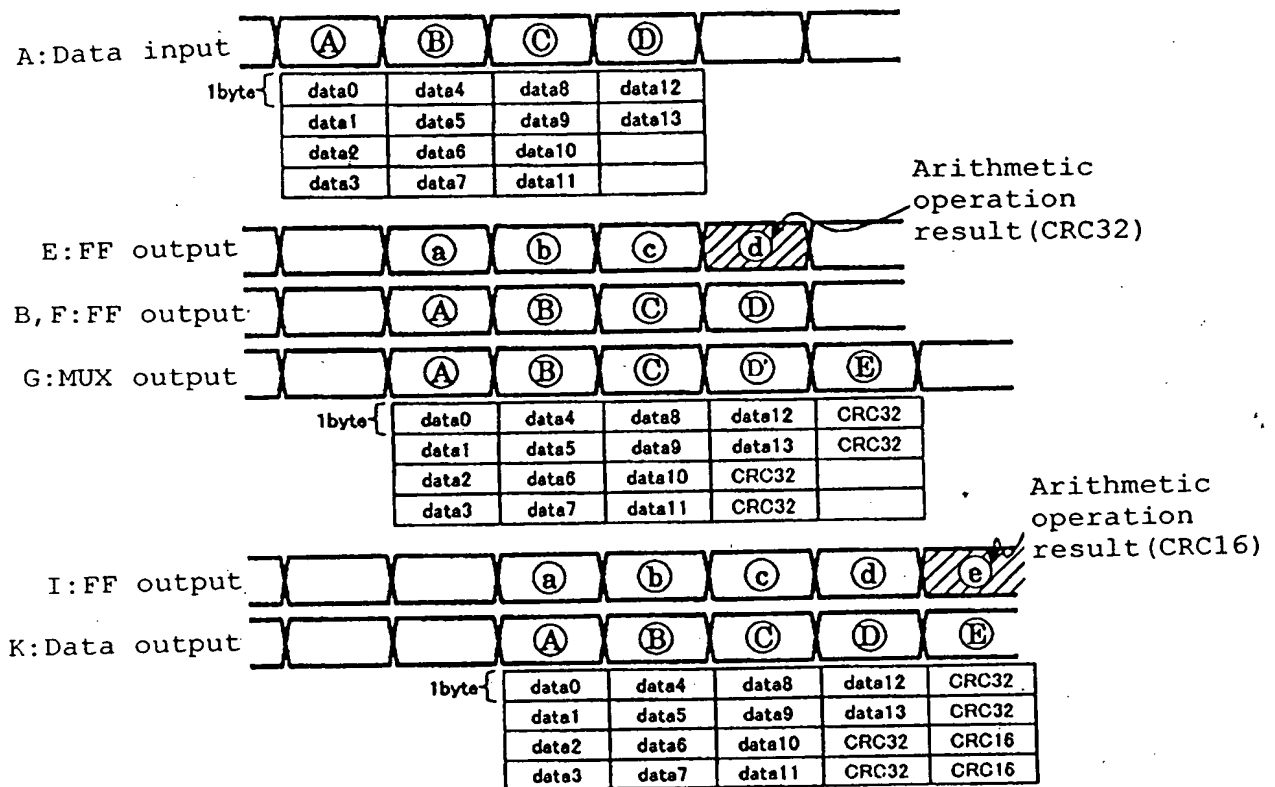 A:Data input Ⓐ Ⓑ Ⓒ Ⓓ
1byte{ data0 data4 data8 data12
data1 data5 data9 data13
data2 data6 data10
data3 data7 data11
Arithmetic
operation
result(CRC32)
E:FF output ⓐ ⓑ ⓒ ⓓ
B,F:FF output Ⓐ Ⓑ Ⓒ Ⓓ
G:MUX output Ⓐ Ⓑ Ⓒ D' Ⓔ
1byte{ data0 data4 data8 data12 CRC32
data1 data5 data9 data13 CRC32
data2 data6 data10 CRC32
data3 data7 data11 CRC32
Arithmetic
operation
result(CRC16)
I:FF output ⓐ ⓑ ⓒ ⓓ ⓔ
K:Data output Ⓐ Ⓑ Ⓒ Ⓓ Ⓔ
1byte{ data0 data4 data8 data12 CRC32
data1 data5 data9 data13 CRC32
data2 data6 data10 CRC32 CRC16
data3 data7 data11 CRC32 CRC16